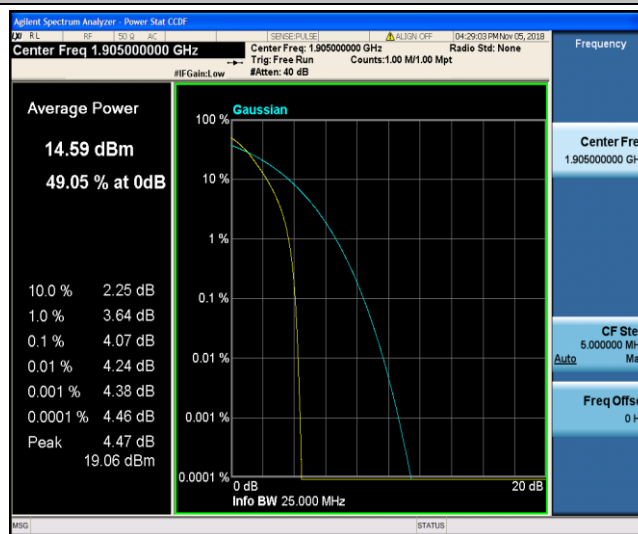 Agilent Spectrum Analyzer - Power Stat CCDF
RL RF 50 Ω AC SENSE:PULSE ALIGN OFF 04:29:03 PM Nov 05, 2018
Center Freq 1.905000000 GHz
Center Freq: 1.905000000 GHz Radio Std: None
Trig: Free Run Counts:1.00 M/1.00 Mpt
#IFGain:Low #Atten: 40 dB
Frequency
Average Power
14.59 dBm
49.05 % at 0dB
10.0 % 2.25 dB
1.0 % 3.64 dB
0.1 % 4.07 dB
0.01 % 4.24 dB
0.001 % 4.38 dB
0.0001 % 4.46 dB
Peak 4.47 dB
19.06 dBm
Gaussian
100 %
10 %
1 %
0.1 %
0.01 %
0.001 %
0.0001 %
0 dB 20 dB
Info BW 25.000 MHz
Center Fre
1.905000000 GH
CF Ste
5.000000 MH
Auto Ma
Freq Offse
0 H
MSG STATUS